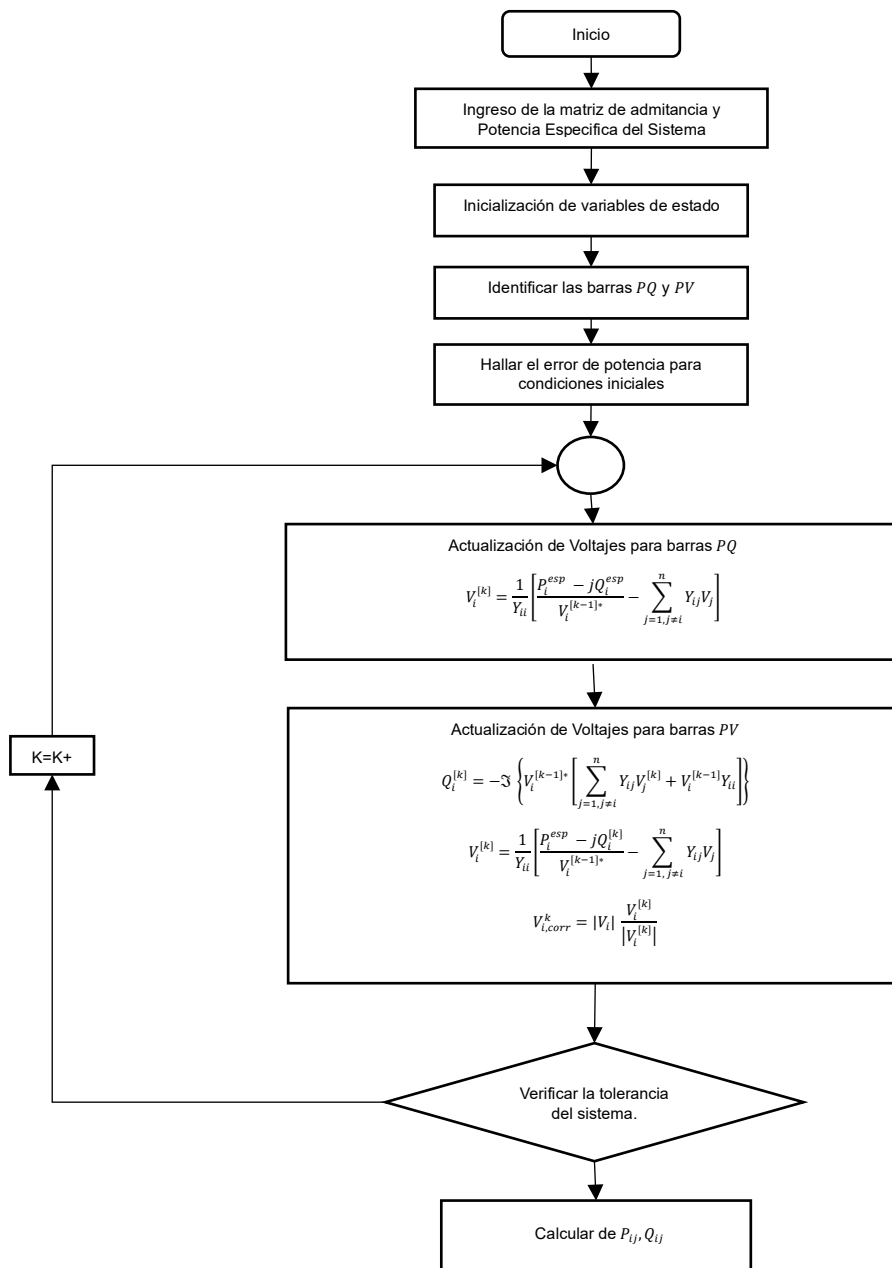 Inicio
Ingreso de la matriz de admitancia y
Potencia Especifica del Sistema
Inicialización de variables de estado
Identificar las barras PQ y PV
Hallar el error de potencia para
condiciones iniciales
Actualización de Voltajes para barras PQ
V_i^{[k]} = \frac{1}{Y_{ii}} \left[ \frac{P_i^{esp} - jQ_i^{esp}}{V_i^{[k-1]*}} - \sum_{j=1,j≠i}^{n} Y_{ij}V_j \right]
Actualización de Voltajes para barras PV
Q_i^{[k]} = -ℑ \left\{ V_i^{[k-1]*} \left[ \sum_{j=1,j≠i}^{n} Y_{ij}V_j^{[k]} + V_i^{[k-1]}Y_{ii} \right] \right\}
V_i^{[k]} = \frac{1}{Y_{ii}} \left[ \frac{P_i^{esp} - jQ_i^{[k]}}{V_i^{[k-1]*}} - \sum_{j=1,j≠i}^{n} Y_{ij}V_j \right]
V_{i,corr}^{k} = |V_i| \frac{V_i^{[k]}}{|V_i^{[k]}|}
K=K+
Verificar la tolerancia
del sistema.
Calcular de P_{ij}, Q_{ij}